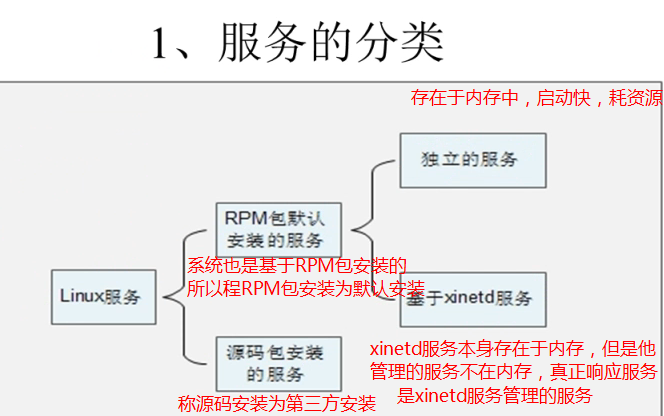 1、服务的分类
存在于内存中，启动快，耗资源
独立的服务
RPM包默认
安装的服务
系统也是基于RPM包安装的
所以程RPM包安装为默认安装
Linux服务
基于xinetd服务
源码包安装
的服务
称源码安装为第三方安装
xinetd服务本身存在于内存，但是他
管理的服务不在内存，真正响应服务
是xinetd服务管理的服务